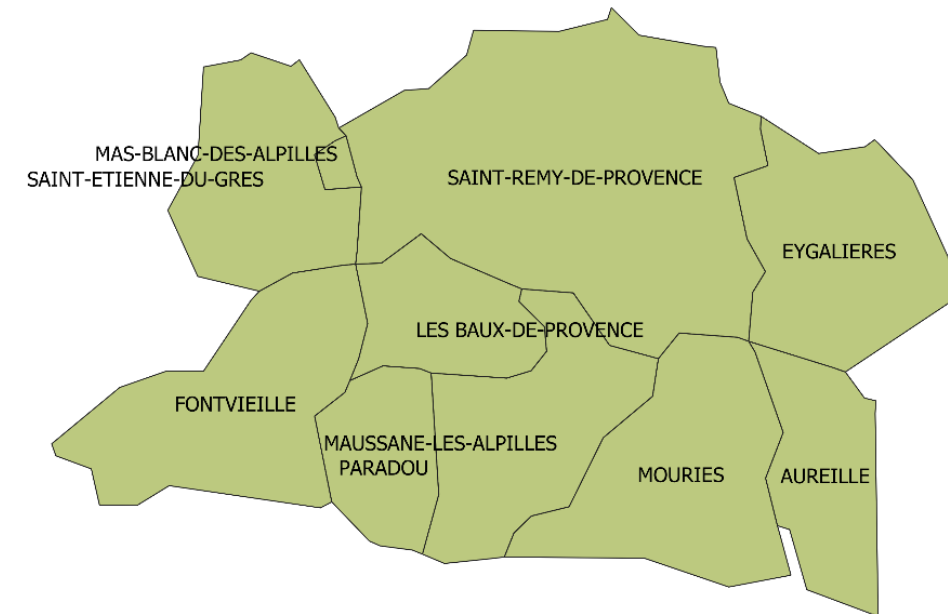 MAS-BLANC-DES-ALPILLES
SAINT-ETIENNE-DU-GRES
SAINT-REMY-DE-PROVENCE
EYGALIERES
LES BAUX-DE-PROVENCE
FONTVIEILLE
MAUSSANE-LES-ALPILLES
PARADOU
MOURIES
AUREILLE